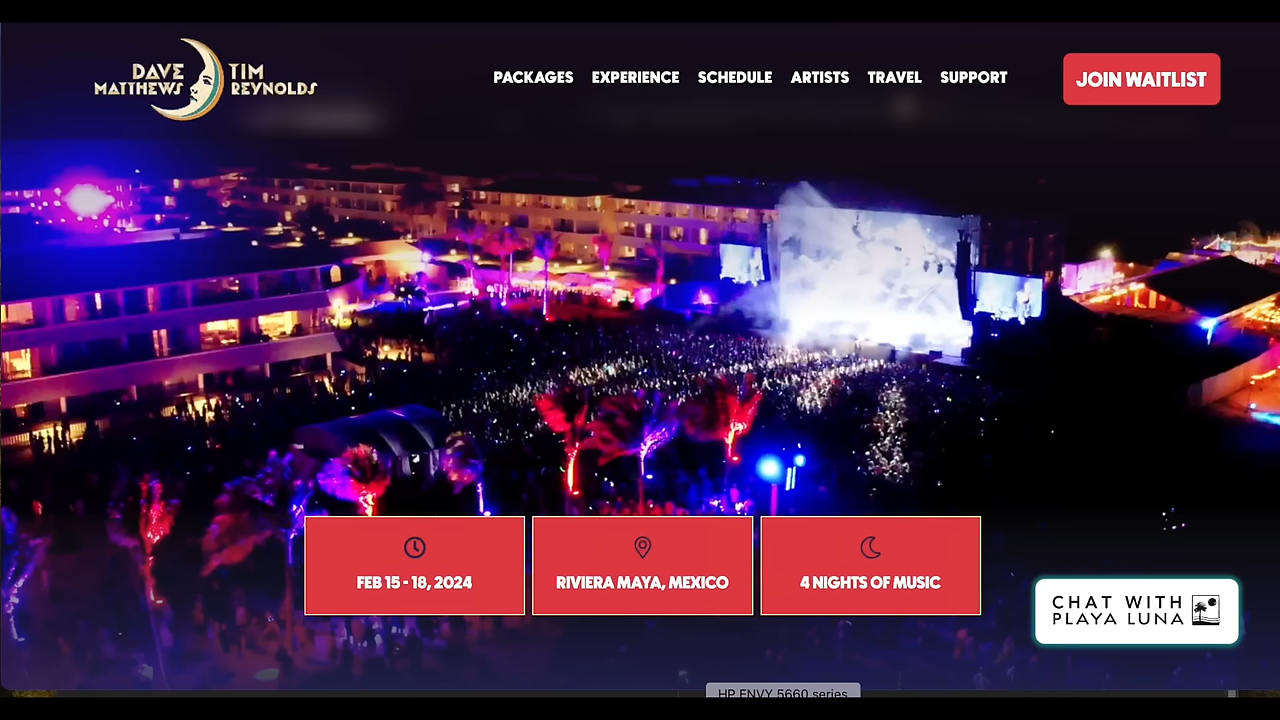 DAVE TIM
MATTHEWS REYNOLDS
PACKAGES EXPERIENCE SCHEDULE ARTISTS TRAVEL SUPPORT
JOIN WAITLIST
FEB 15 - 18, 2024
RIVIERA MAYA, MEXICO
4 NIGHTS OF MUSIC
CHAT WITH
PLAYA LUNA
HP ENVY 5660 series